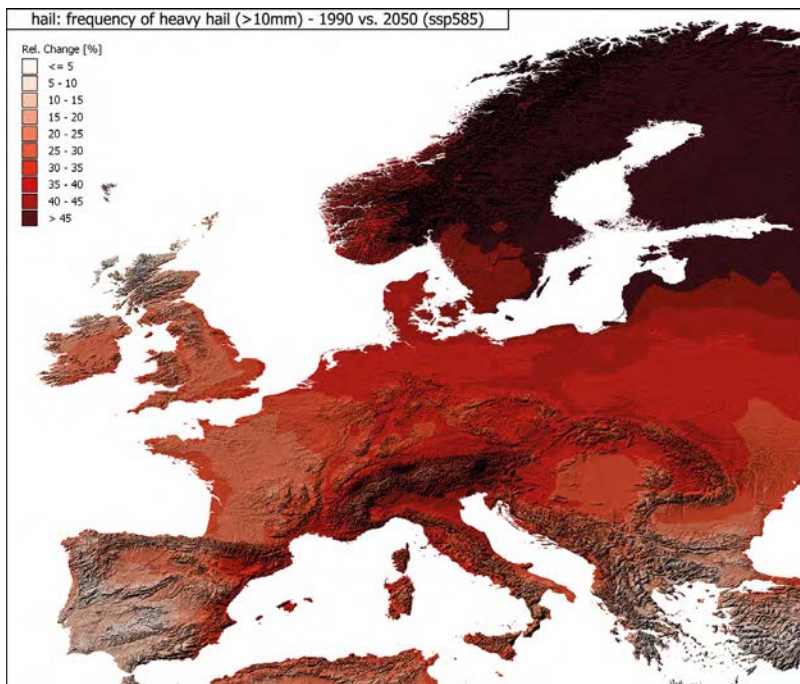 hail: frequency of heavy hail (>10mm) - 1990 vs. 2050 (ssp585)
Rel. Change [%]
<= 5
5 - 10
10 - 15
15 - 20
20 - 25
25 - 30
30 - 35
35 - 40
40 - 45
> 45